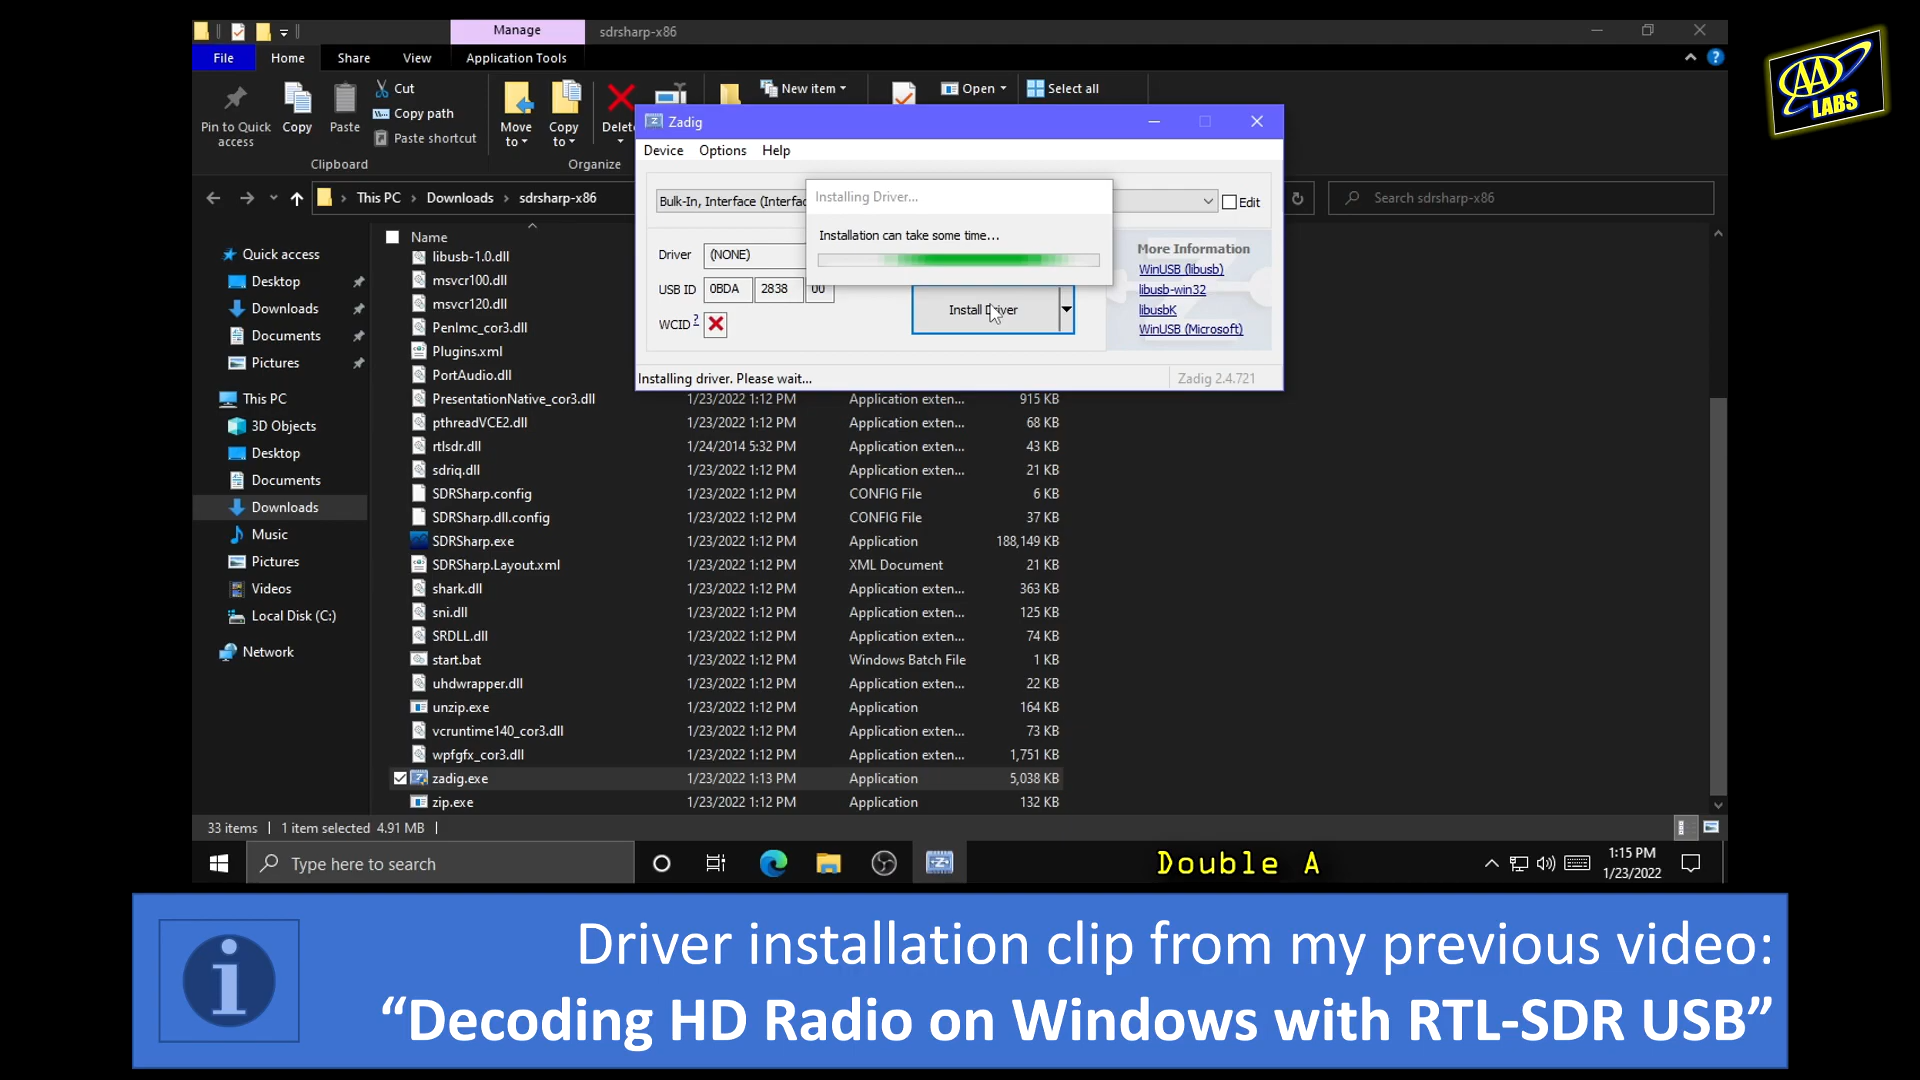 Manage
sdrsharp-x86
File
Home
Share
View
Application Tools
Pin to Quick access
Copy
Paste
Cut
Copy path
Paste shortcut
Clipboard
Move to
Copy to
Delete
Organize
New item
Open
Select all
This PC
Downloads
sdrsharp-x86
Search sdrsharp-x86
Quick access
Desktop
Downloads
Documents
Pictures
This PC
3D Objects
Desktop
Documents
Downloads
Music
Pictures
Videos
Local Disk (C:)
Network
Zadig
Device Options Help
Bulk-In, Interface
Edit
Installing Driver...
Installation can take some time...
Driver (NONE)
USB ID 0BDA 2838 00
WCID ?
Install Driver
More Information
WinUSB (libusb)
libusb-win32
libusbK
WinUSB (Microsoft)
Installing driver. Please wait...
Zadig 2.4.721
Name
libusb-1.0.dll
msvcr100.dll
msvcr120.dll
PenImc_cor3.dll
Plugins.xml
PortAudio.dll
PresentationNative_cor3.dll 1/23/2022 1:12 PM Application exten... 915 KB
pthreadVCE2.dll 1/23/2022 1:12 PM Application exten... 68 KB
rtlsdr.dll 1/24/2014 5:32 PM Application exten... 43 KB
sdriq.dll 1/23/2022 1:12 PM Application exten... 21 KB
SDRSharp.config 1/23/2022 1:12 PM CONFIG File 6 KB
SDRSharp.dll.config 1/23/2022 1:12 PM CONFIG File 37 KB
SDRSharp.exe 1/23/2022 1:12 PM Application 188,149 KB
SDRSharp.Layout.xml 1/23/2022 1:12 PM XML Document 21 KB
shark.dll 1/23/2022 1:12 PM Application exten... 363 KB
sni.dll 1/23/2022 1:12 PM Application exten... 125 KB
SRDLL.dll 1/23/2022 1:12 PM Application exten... 74 KB
start.bat 1/23/2022 1:12 PM Windows Batch File 1 KB
uhdwrapper.dll 1/23/2022 1:12 PM Application exten... 22 KB
unzip.exe 1/23/2022 1:12 PM Application 164 KB
vcruntime140_cor3.dll 1/23/2022 1:12 PM Application exten... 73 KB
wpfgfx_cor3.dll 1/23/2022 1:12 PM Application exten... 1,751 KB
zadig.exe 1/23/2022 1:13 PM Application 5,038 KB
zip.exe 1/23/2022 1:12 PM Application 132 KB
33 items
1 item selected 4.91 MB
Type here to search
Double A
1:15 PM
1/23/2022
AA
LABS
Driver installation clip from my previous video:
“Decoding HD Radio on Windows with RTL-SDR USB”